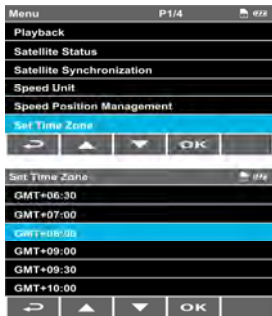 Menu P1/4
Playback
Satellite Status
Satellite Synchronization
Speed Unit
Speed Position Management
Set Time Zone
OK
Set Time Zone
GMT+06:30
GMT+07:00
GMT+08:00
GMT+09:00
GMT+09:30
GMT+10:00
OK